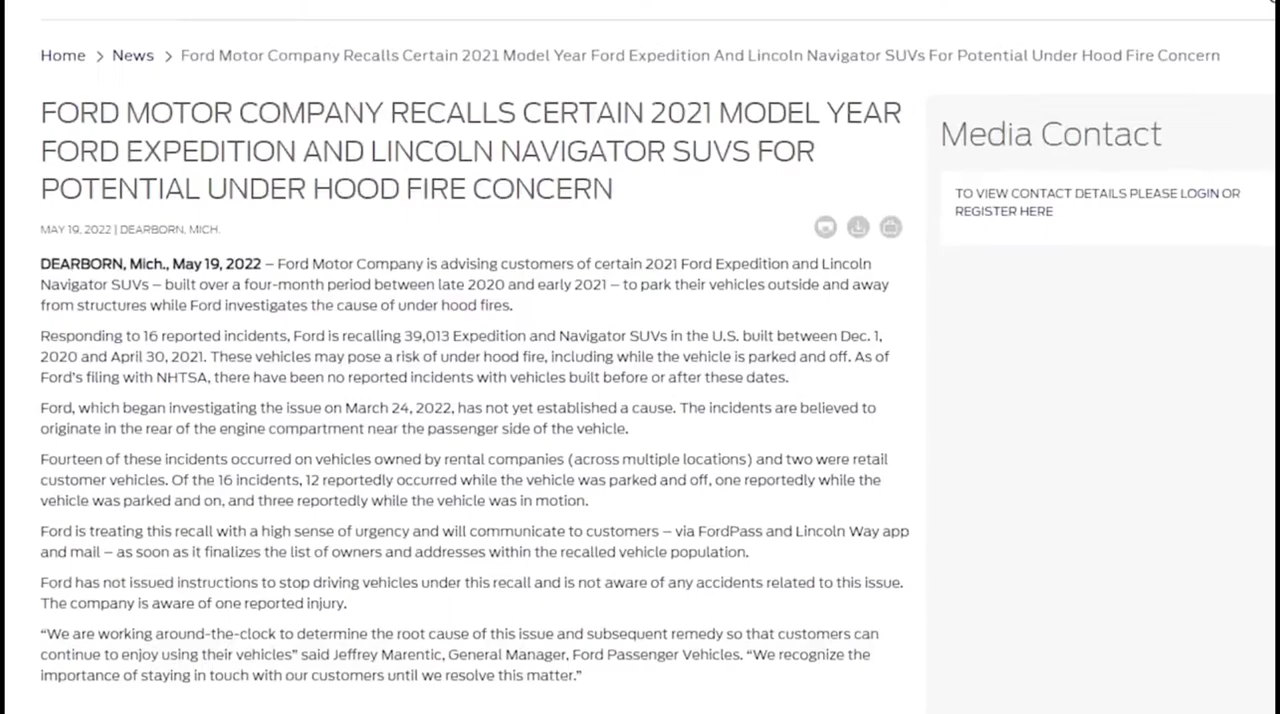 Home > News > Ford Motor Company Recalls Certain 2021 Model Year Ford Expedition And Lincoln Navigator SUVs For Potential Under Hood Fire Concern
FORD MOTOR COMPANY RECALLS CERTAIN 2021 MODEL YEAR
FORD EXPEDITION AND LINCOLN NAVIGATOR SUVS FOR
POTENTIAL UNDER HOOD FIRE CONCERN
MAY 19, 2022 | DEARBORN, MICH.
DEARBORN, Mich., May 19, 2022 – Ford Motor Company is advising customers of certain 2021 Ford Expedition and Lincoln
Navigator SUVs – built over a four-month period between late 2020 and early 2021 – to park their vehicles outside and away
from structures while Ford investigates the cause of under hood fires.
Responding to 16 reported incidents, Ford is recalling 39,013 Expedition and Navigator SUVs in the U.S. built between Dec. 1,
2020 and April 30, 2021. These vehicles may pose a risk of under hood fire, including while the vehicle is parked and off. As of
Ford's filing with NHTSA, there have been no reported incidents with vehicles built before or after these dates.
Ford, which began investigating the issue on March 24, 2022, has not yet established a cause. The incidents are believed to
originate in the rear of the engine compartment near the passenger side of the vehicle.
Fourteen of these incidents occurred on vehicles owned by rental companies (across multiple locations) and two were retail
customer vehicles. Of the 16 incidents, 12 reportedly occurred while the vehicle was parked and off, one reportedly while the
vehicle was parked and on, and three reportedly while the vehicle was in motion.
Ford is treating this recall with a high sense of urgency and will communicate to customers – via FordPass and Lincoln Way app
and mail – as soon as it finalizes the list of owners and addresses within the recalled vehicle population.
Ford has not issued instructions to stop driving vehicles under this recall and is not aware of any accidents related to this issue.
The company is aware of one reported injury.
“We are working around-the-clock to determine the root cause of this issue and subsequent remedy so that customers can
continue to enjoy using their vehicles” said Jeffrey Marentic, General Manager, Ford Passenger Vehicles. “We recognize the
importance of staying in touch with our customers until we resolve this matter.”
Media Contact
TO VIEW CONTACT DETAILS PLEASE LOGIN OR
REGISTER HERE